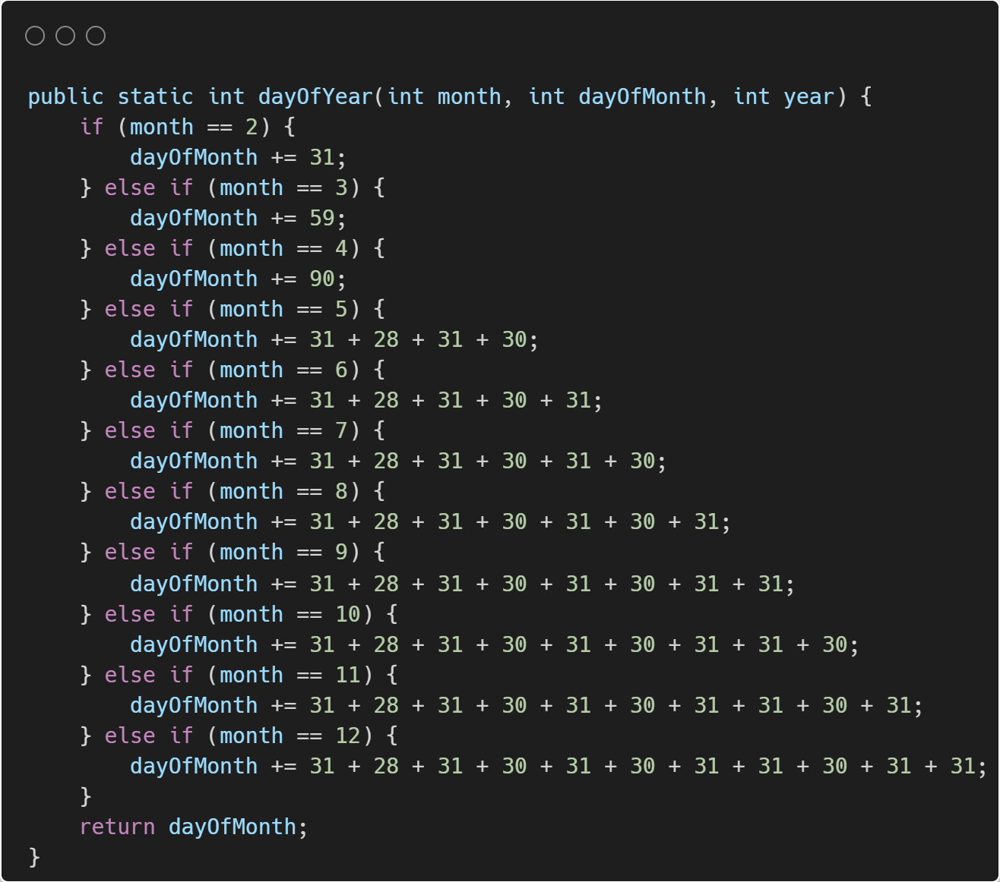 public static int dayOfYear(int month, int dayOfMonth, int year) {
    if (month == 2) {
        dayOfMonth += 31;
    } else if (month == 3) {
        dayOfMonth += 59;
    } else if (month == 4) {
        dayOfMonth += 90;
    } else if (month == 5) {
        dayOfMonth += 31 + 28 + 31 + 30;
    } else if (month == 6) {
        dayOfMonth += 31 + 28 + 31 + 30 + 31;
    } else if (month == 7) {
        dayOfMonth += 31 + 28 + 31 + 30 + 31 + 30;
    } else if (month == 8) {
        dayOfMonth += 31 + 28 + 31 + 30 + 31 + 30 + 31;
    } else if (month == 9) {
        dayOfMonth += 31 + 28 + 31 + 30 + 31 + 30 + 31 + 31;
    } else if (month == 10) {
        dayOfMonth += 31 + 28 + 31 + 30 + 31 + 30 + 31 + 31 + 30;
    } else if (month == 11) {
        dayOfMonth += 31 + 28 + 31 + 30 + 31 + 30 + 31 + 31 + 30 + 31;
    } else if (month == 12) {
        dayOfMonth += 31 + 28 + 31 + 30 + 31 + 30 + 31 + 31 + 30 + 31 + 31;
    }
    return dayOfMonth;
}